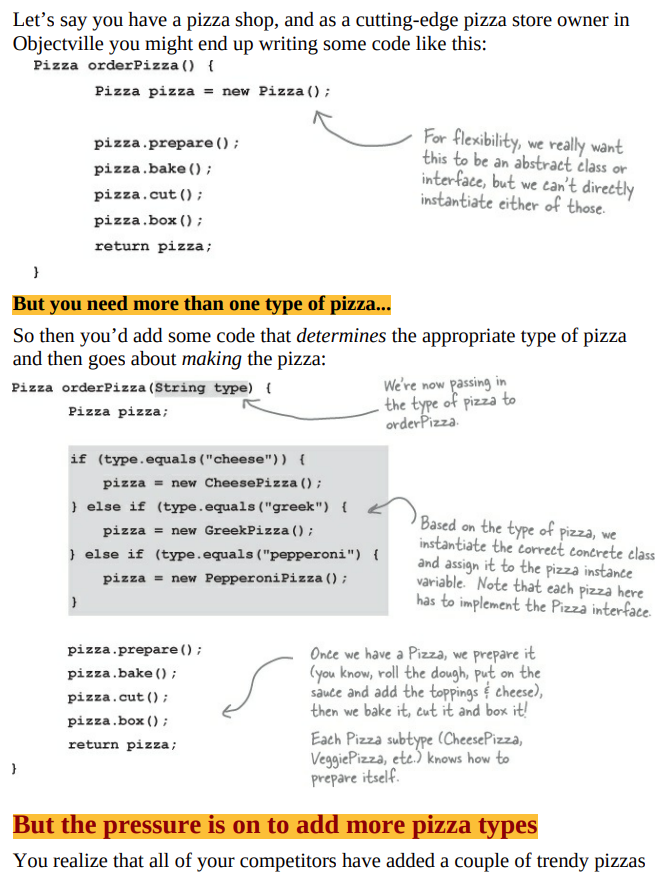 Let’s say you have a pizza shop, and as a cutting-edge pizza store owner in
Objectville you might end up writing some code like this:
Pizza orderPizza() {
Pizza pizza = new Pizza();
pizza.prepare();
pizza.bake();
pizza.cut();
pizza.box();
return pizza;
}
For flexibility, we really want
this to be an abstract class or
interface, but we can't directly
instantiate either of those.
But you need more than one type of pizza...
So then you’d add some code that determines the appropriate type of pizza
and then goes about making the pizza:
Pizza orderPizza(String type) {
Pizza pizza;
We're now passing in
the type of pizza to
orderPizza.
if (type.equals("cheese")) {
pizza = new CheesePizza();
} else if (type.equals("greek") {
pizza = new GreekPizza();
} else if (type.equals("pepperoni") {
pizza = new PepperoniPizza();
}
Based on the type of pizza, we
instantiate the correct concrete class
and assign it to the pizza instance
variable. Note that each pizza here
has to implement the Pizza interface.
pizza.prepare();
pizza.bake();
pizza.cut();
pizza.box();
return pizza;
}
Once we have a Pizza, we prepare it
(you know, roll the dough, put on the
sauce and add the toppings & cheese),
then we bake it, cut it and box it!
Each Pizza subtype (CheesePizza,
VeggiePizza, etc.) knows how to
prepare itself.
But the pressure is on to add more pizza types
You realize that all of your competitors have added a couple of trendy pizzas